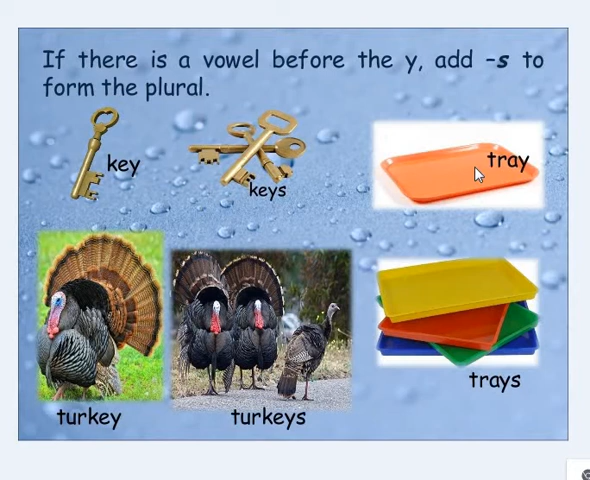 If there is a vowel before the y, add –s to
form the plural.
key
keys
tray
turkey
turkeys
trays